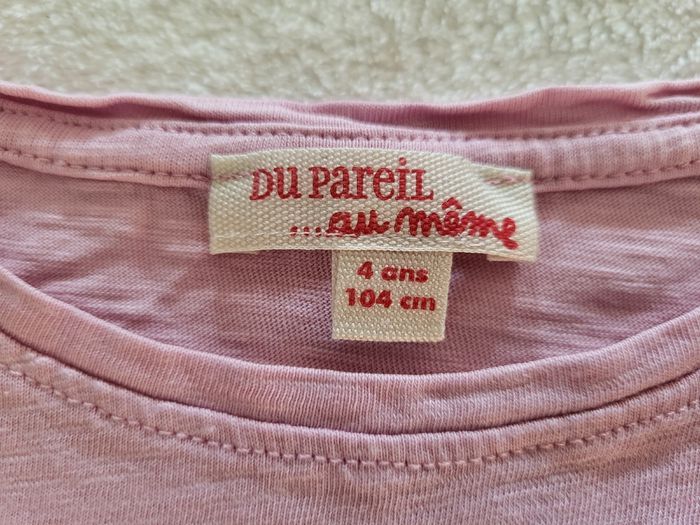 DU PAREIL
...au même
4 ans
104 cm